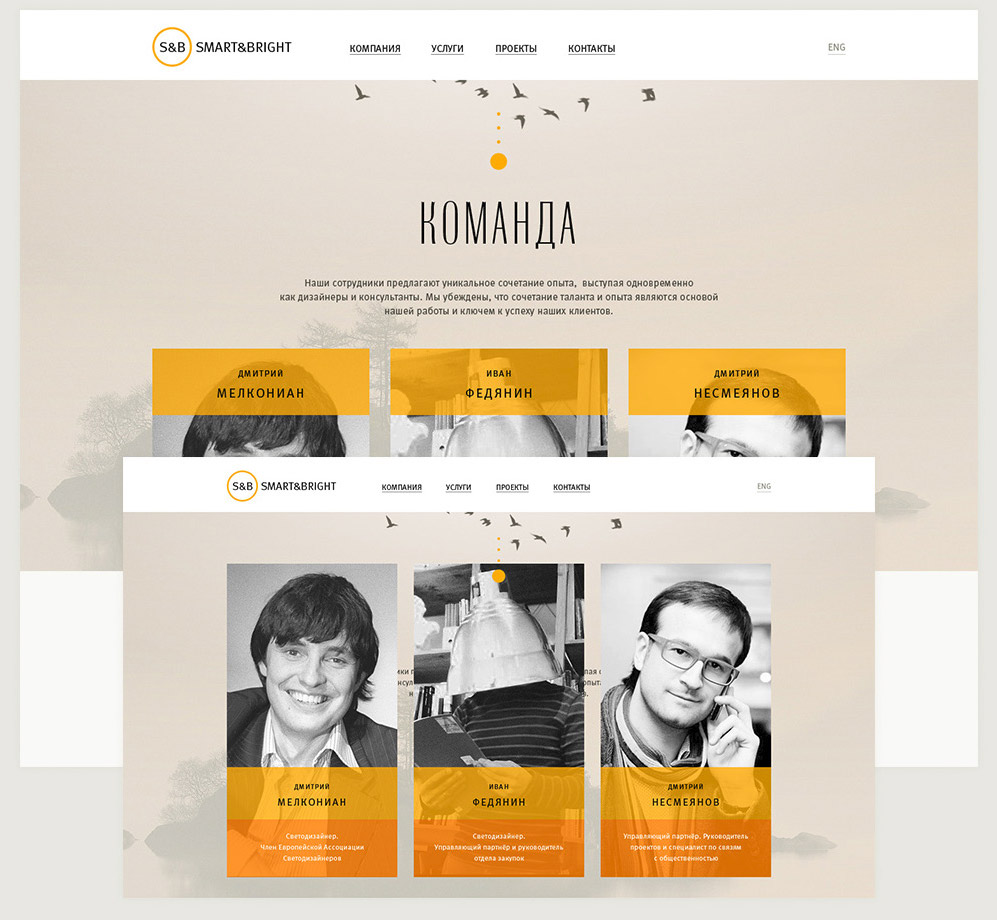 S&B SMART&BRIGHT КОМПАНИЯ УСЛУГИ ПРОЕКТЫ КОНТАКТЫ ENG
КОМАНДА
Наши сотрудники предлагают уникальное сочетание опыта, выступая одновременно
как дизайнеры и консультанты. Мы убеждены, что сочетание таланта и опыта являются основой
нашей работы и ключем к успеху наших клиентов.
ДМИТРИЙ
МЕЛКОНИАН
ИВАН
ФЕДЯНИН
ДМИТРИЙ
НЕСМЕЯНОВ
S&B SMART&BRIGHT КОМПАНИЯ УСЛУГИ ПРОЕКТЫ КОНТАКТЫ ENG
ДМИТРИЙ
МЕЛКОНИАН
Светодизайнер.
Член Европейской Ассоциации
Светодизайнеров
ИВАН
ФЕДЯНИН
Светодизайнер.
Управляющий партнёр и руководитель
отдела закупок
ДМИТРИЙ
НЕСМЕЯНОВ
Управляющий партнёр. Руководитель
проектов и специалист по связям
с общественностью